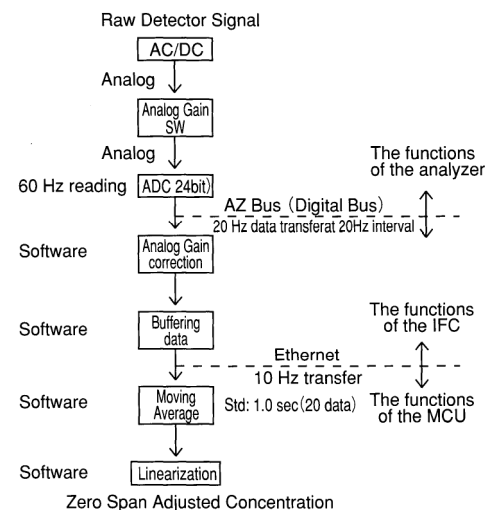 Raw Detector Signal
AC/DC
Analog
Analog Gain
SW
Analog
The functions
of the analyzer
60 Hz reading
ADC 24bit)
AZ Bus (Digital Bus)
20 Hz data transferat 20Hz interval
Software
Analog Gain
correction
The functions
of the IFC
Software
Buffering
data
Ethernet
10 Hz transfer
Software
Moving
Average
Std: 1.0 sec(20 data)
The functions
of the MCU
Software
Linearization
Zero Span Adjusted Concentration